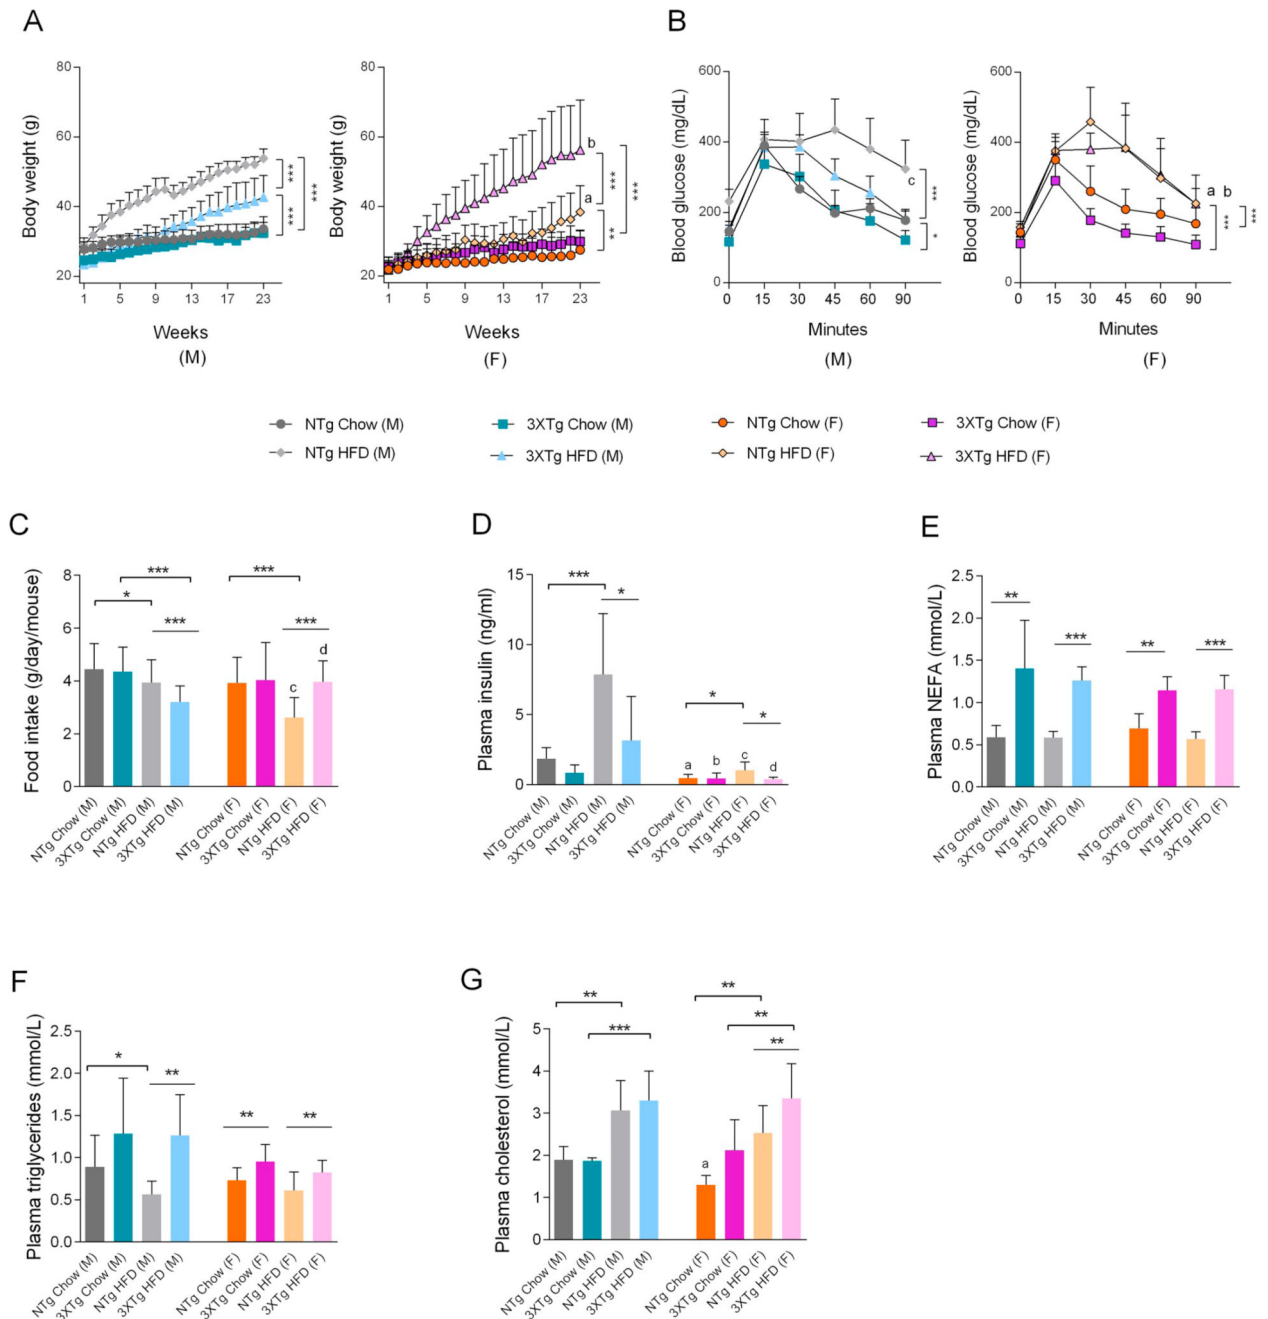 A
B
Body weight (g)
80
60
40
20
1
5
9
13
17
23
Weeks
(M)
***
***
***
Body weight (g)
80
60
40
20
1
5
9
13
17
23
Weeks
(F)
b
a
***
**
***
Blood glucose (mg/dL)
600
400
200
0
0
15
30
45
60
90
Minutes
(M)
c
***
*
Blood glucose (mg/dL)
600
400
200
0
0
15
30
45
60
90
Minutes
(F)
a b
***
***
NTg Chow (M)
3XTg Chow (M)
NTg Chow (F)
3XTg Chow (F)
NTg HFD (M)
3XTg HFD (M)
NTg HFD (F)
3XTg HFD (F)
C
Food intake (g/day/mouse)
8
6
4
2
0
***
*
***
***
***
c
d
NTg Chow (M)
3XTg Chow (M)
NTg HFD (M)
3XTg HFD (M)
NTg Chow (F)
3XTg Chow (F)
NTg HFD (F)
3XTg HFD (F)
D
Plasma insulin (ng/ml)
15
10
5
0
***
*
*
*
a
b
c
d
NTg Chow (M)
3XTg Chow (M)
NTg HFD (M)
3XTg HFD (M)
NTg Chow (F)
3XTg Chow (F)
NTg HFD (F)
3XTg HFD (F)
E
Plasma NEFA (mmol/L)
2.5
2.0
1.5
1.0
0.5
0.0
**
***
**
***
NTg Chow (M)
3XTg Chow (M)
NTg HFD (M)
3XTg HFD (M)
NTg Chow (F)
3XTg Chow (F)
NTg HFD (F)
3XTg HFD (F)
F
Plasma triglycerides (mmol/L)
2.5
2.0
1.5
1.0
0.5
0.0
*
**
**
**
NTg Chow (M)
3XTg Chow (M)
NTg HFD (M)
3XTg HFD (M)
NTg Chow (F)
3XTg Chow (F)
NTg HFD (F)
3XTg HFD (F)
G
Plasma cholesterol (mmol/L)
5
4
3
2
1
0
**
***
**
**
**
a
NTg Chow (M)
3XTg Chow (M)
NTg HFD (M)
3XTg HFD (M)
NTg Chow (F)
3XTg Chow (F)
NTg HFD (F)
3XTg HFD (F)